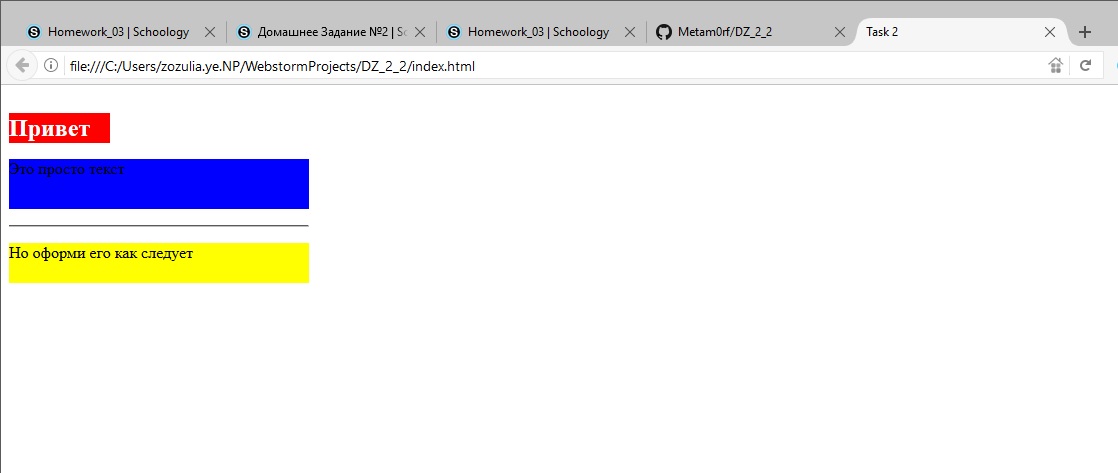 Homework_03 | Schoology
Домашнее Задание №2 | Sc
Homework_03 | Schoology
Metam0rf/DZ_2_2
Task 2
file:///C:/Users/zozulia.ye.NP/WebstormProjects/DZ_2_2/index.html
Привет
Это просто текст
Но оформи его как следует